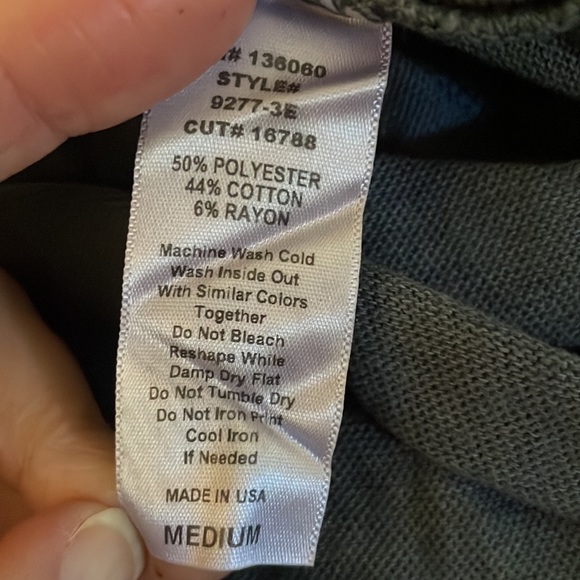 # 136060
STYLE#
9277-3E
CUT# 16788
50% POLYESTER
44% COTTON
6% RAYON
Machine Wash Cold
Wash Inside Out
With Similar Colors
Together
Do Not Bleach
Reshape While
Damp Dry Flat
Do Not Tumble Dry
Do Not Iron Print
Cool Iron
If Needed
MADE IN USA
MEDIUM